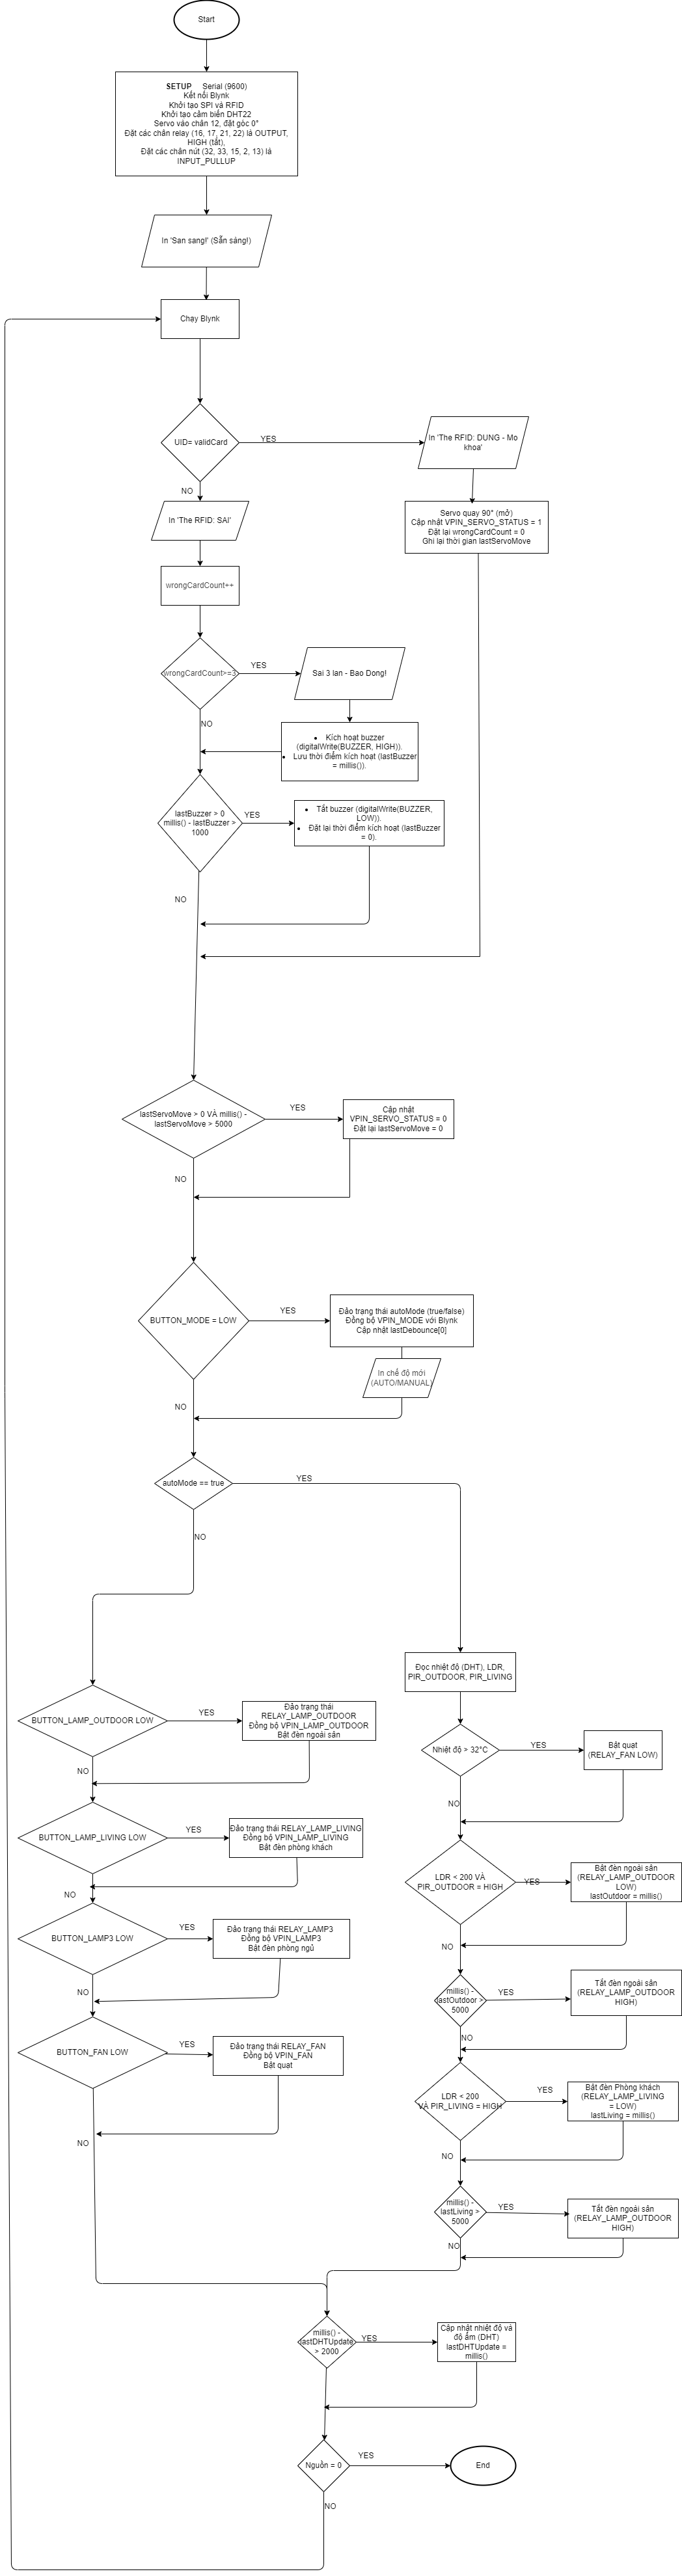 Start
SETUP Serial (9600)
Kết nối Blynk
Khởi tạo SPI và RFID
Khởi tạo cảm biến DHT22
Servo vào chân 12, đặt góc 0°
Đặt các chân relay (16, 17, 21, 22) là OUTPUT,
HIGH (tắt),
Đặt các chân nút (32, 33, 15, 2, 13) là
INPUT_PULLUP
In 'San sang!' (Sẵn sàng!)
Chạy Blynk
UID= validCard
YES
In 'The RFID: DUNG - Mo
khoa'
NO
In 'The RFID: SAI'
Servo quay 90° (mở)
Cập nhật VPIN_SERVO_STATUS = 1
Đặt lại wrongCardCount = 0
Ghi lại thời gian lastServoMove
wrongCardCount++
wrongCardCount>=3
YES
Sai 3 lan - Bao Dong!
NO
• Kích hoạt buzzer
(digitalWrite(BUZZER, HIGH)).
• Lưu thời điểm kích hoạt (lastBuzzer
= millis()).
lastBuzzer > 0
millis() - lastBuzzer >
1000
YES
• Tắt buzzer (digitalWrite(BUZZER,
LOW)).
• Đặt lại thời điểm kích hoạt (lastBuzzer
= 0).
NO
lastServoMove > 0 VÀ millis() -
lastServoMove > 5000
YES
Cập nhật
VPIN_SERVO_STATUS = 0
Đặt lại lastServoMove = 0
NO
BUTTON_MODE = LOW
YES
Đảo trạng thái autoMode (true/false)
Đồng bộ VPIN_MODE với Blynk
Cập nhật lastDebounce[0]
In chế độ mới
(AUTO/MANUAL)
NO
autoMode == true
YES
NO
Đọc nhiệt độ (DHT), LDR,
PIR_OUTDOOR, PIR_LIVING
BUTTON_LAMP_OUTDOOR LOW
YES
Đảo trạng thái
RELAY_LAMP_OUTDOOR
Đồng bộ VPIN_LAMP_OUTDOOR
Bật đèn ngoài sân
NO
Nhiệt độ > 32°C
YES
Bật quạt
(RELAY_FAN LOW)
NO
BUTTON_LAMP_LIVING LOW
YES
Đảo trạng thái RELAY_LAMP_LIVING
Đồng bộ VPIN_LAMP_LIVING
Bật đèn phòng khách
NO
LDR < 200 VÀ
PIR_OUTDOOR = HIGH
YES
Bật đèn ngoài sân
(RELAY_LAMP_OUTDOOR
LOW)
lastOutdoor = millis()
NO
BUTTON_LAMP3 LOW
YES
Đảo trạng thái RELAY_LAMP3
Đồng bộ VPIN_LAMP3
Bật đèn phòng ngủ
NO
millis() -
lastOutdoor >
5000
YES
Tắt đèn ngoài sân
(RELAY_LAMP_OUTDOOR
HIGH)
NO
BUTTON_FAN LOW
YES
Đảo trạng thái RELAY_FAN
Đồng bộ VPIN_FAN
Bật quạt
NO
LDR < 200
VÀ PIR_LIVING = HIGH
YES
Bật đèn Phòng khách
(RELAY_LAMP_LIVING
= LOW)
lastLiving = millis()
NO
millis() -
lastLiving >
5000
YES
Tắt đèn ngoài sân
(RELAY_LAMP_OUTDOOR
HIGH)
NO
millis() -
lastDHTUpdate
> 2000
YES
Cập nhật nhiệt độ và
độ ẩm (DHT)
lastDHTUpdate =
millis()
Nguồn = 0
YES
End
NO